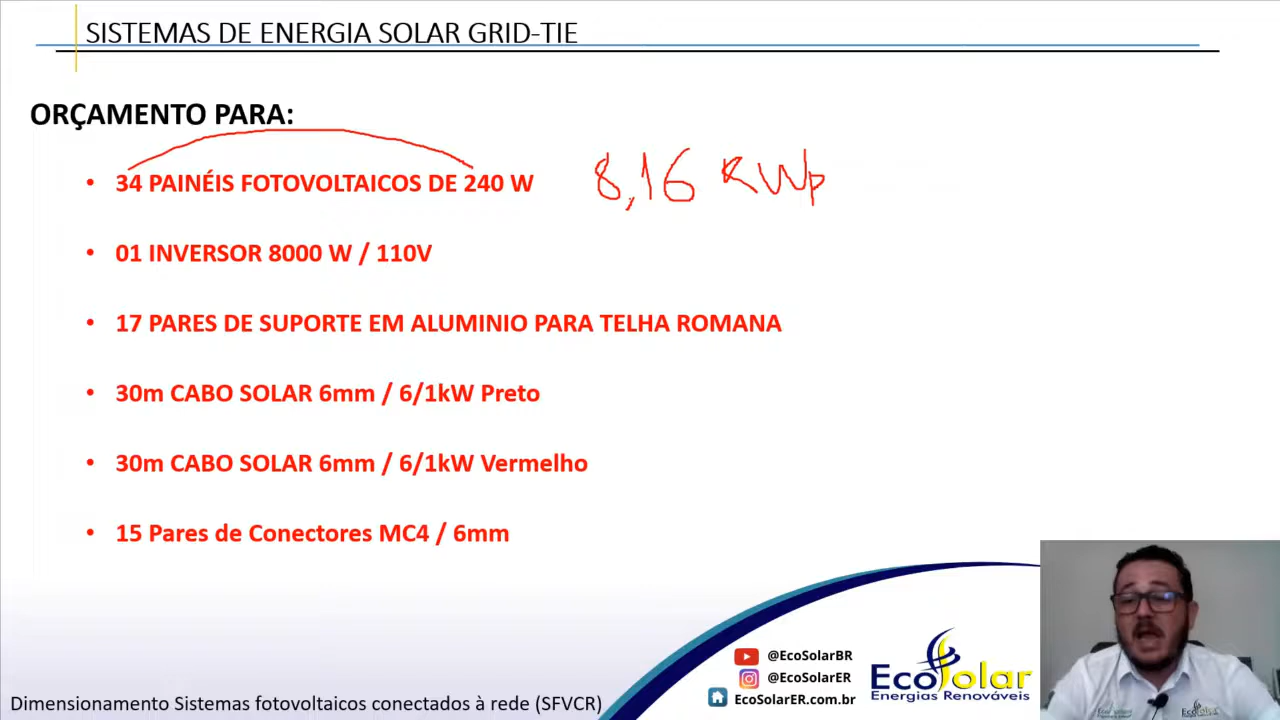 SISTEMAS DE ENERGIA SOLAR GRID-TIE
ORÇAMENTO PARA:
• 34 PAINÉIS FOTOVOLTAICOS DE 240 W
8,16 KWp
• 01 INVERSOR 8000 W / 110V
• 17 PARES DE SUPORTE EM ALUMINIO PARA TELHA ROMANA
• 30m CABO SOLAR 6mm / 6/1kW Preto
• 30m CABO SOLAR 6mm / 6/1kW Vermelho
• 15 Pares de Conectores MC4 / 6mm
@EcoSolarBR
@EcoSolarER
EcoSolarER.com.br
EcoSolar
Energias Renováveis
Dimensionamento Sistemas fotovoltaicos conectados à rede (SFVCR)